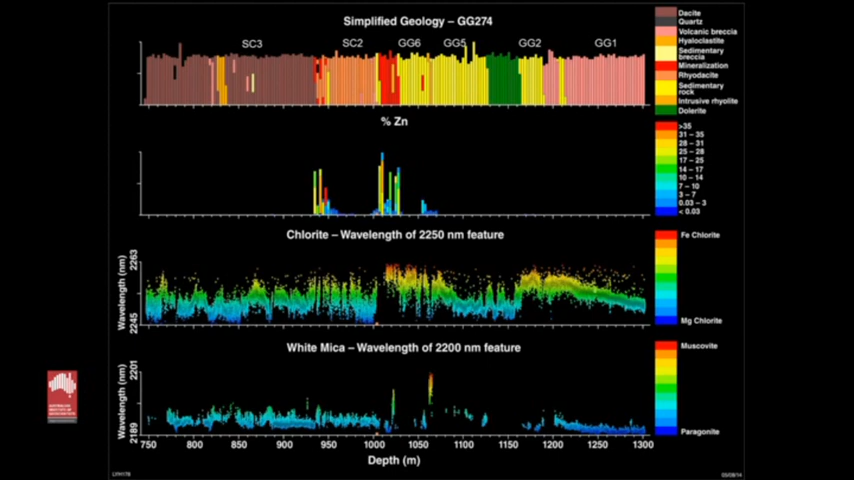 Simplified Geology – GG274
SC3 SC2 GG6 GG5 GG2 GG1
Dacite
Quartz
Volcanic breccia
Hyaloclastite
Sedimentary
breccia
Mineralization
Rhyodacite
Sedimentary
rock
Intrusive rhyolite
Dolerite
% Zn
>35
31 – 35
28 – 31
25 – 28
17 – 25
14 – 17
10 – 14
7 – 10
3 – 7
0.03 – 3
< 0.03
Chlorite – Wavelength of 2250 nm feature
Wavelength (nm)
2263
2245
Fe Chlorite
Mg Chlorite
White Mica – Wavelength of 2200 nm feature
Wavelength (nm)
2201
2189
Muscovite
Paragonite
750 800 850 900 950 1000 1050 1100 1150 1200 1250 1300
Depth (m)
05/08/14